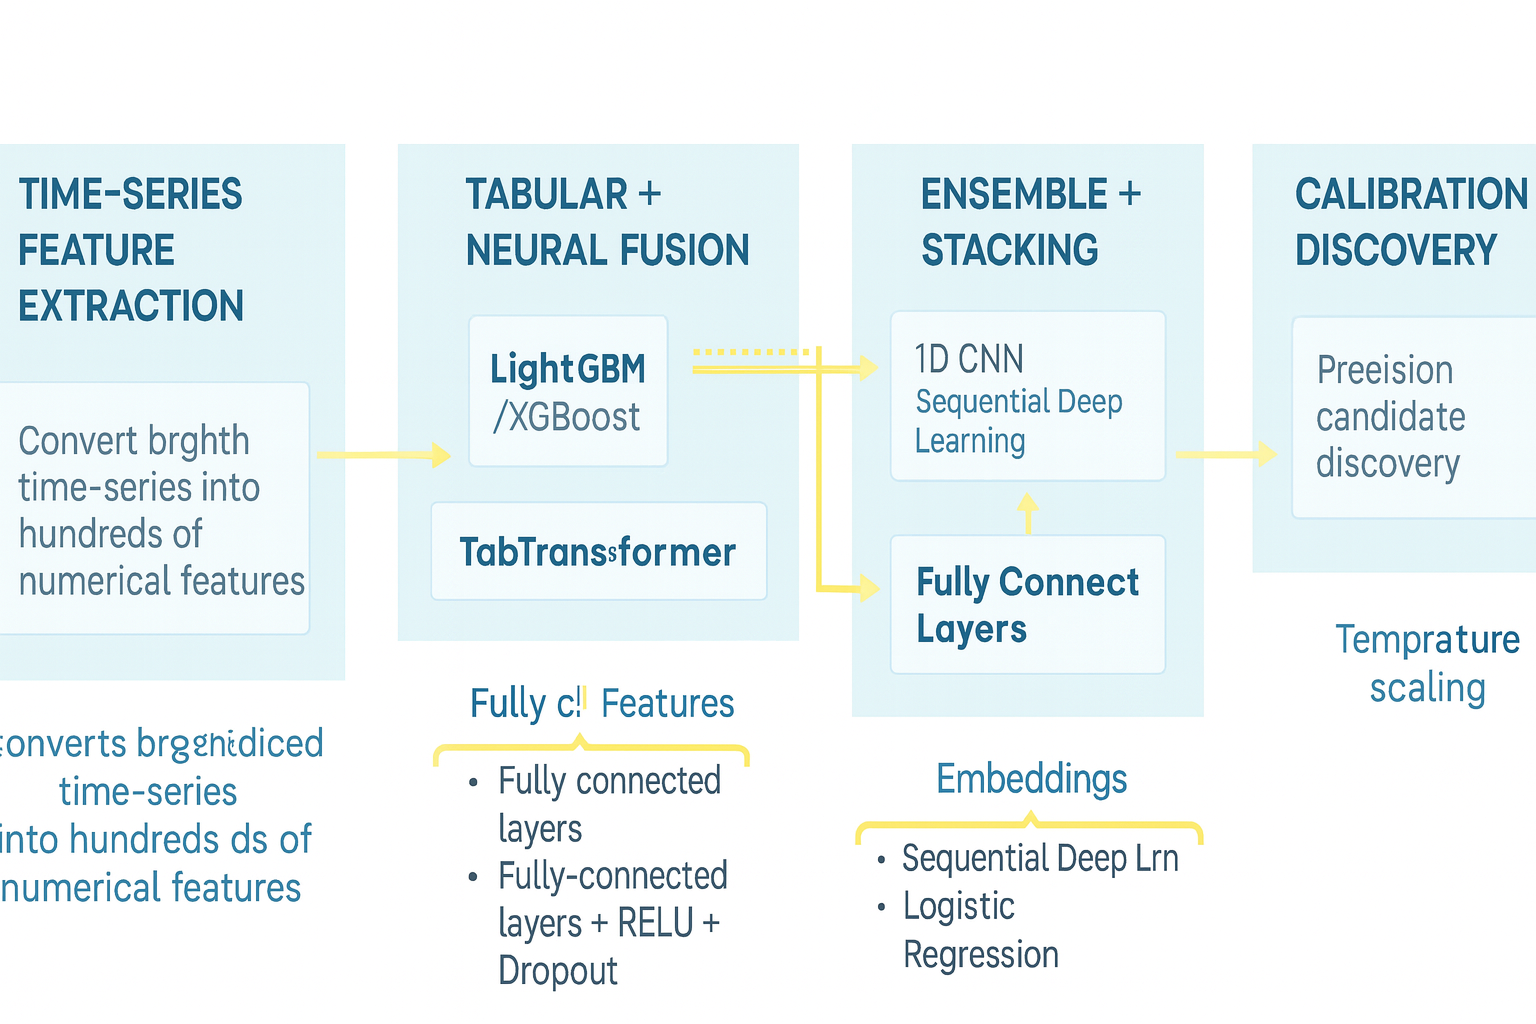 TIME-SERIES
FEATURE
EXTRACTION
Convert brghth
time-series into
hundreds of
numerical features
onverts
time-series
into hundreds ds of
numerical features
TABULAR +
NEURAL FUSION
LightGBM
/XGBoost
TabTranssformer
Fully Features
• Fully connected
layers
• Fully-connected
layers + RELU +
Dropout
ENSEMBLE +
STACKING
1D CNN
Sequential Deep
Learning
Fully Connect
Layers
Embeddings
• Sequential Deep Lrn
• Logistic
Regression
CALIBRATION
DISCOVERY
Preeision
candidate
discovery
Temprature
scaling